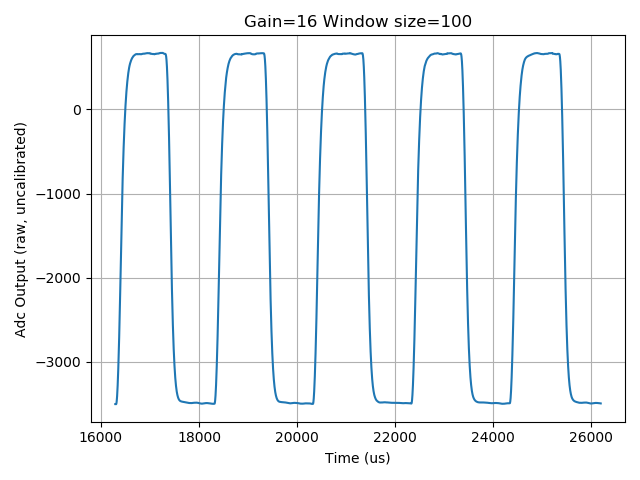 Gain=16 Window size=100
Adc Output (raw, uncalibrated)
0
−1000
−2000
−3000
16000 18000 20000 22000 24000 26000
Time (us)